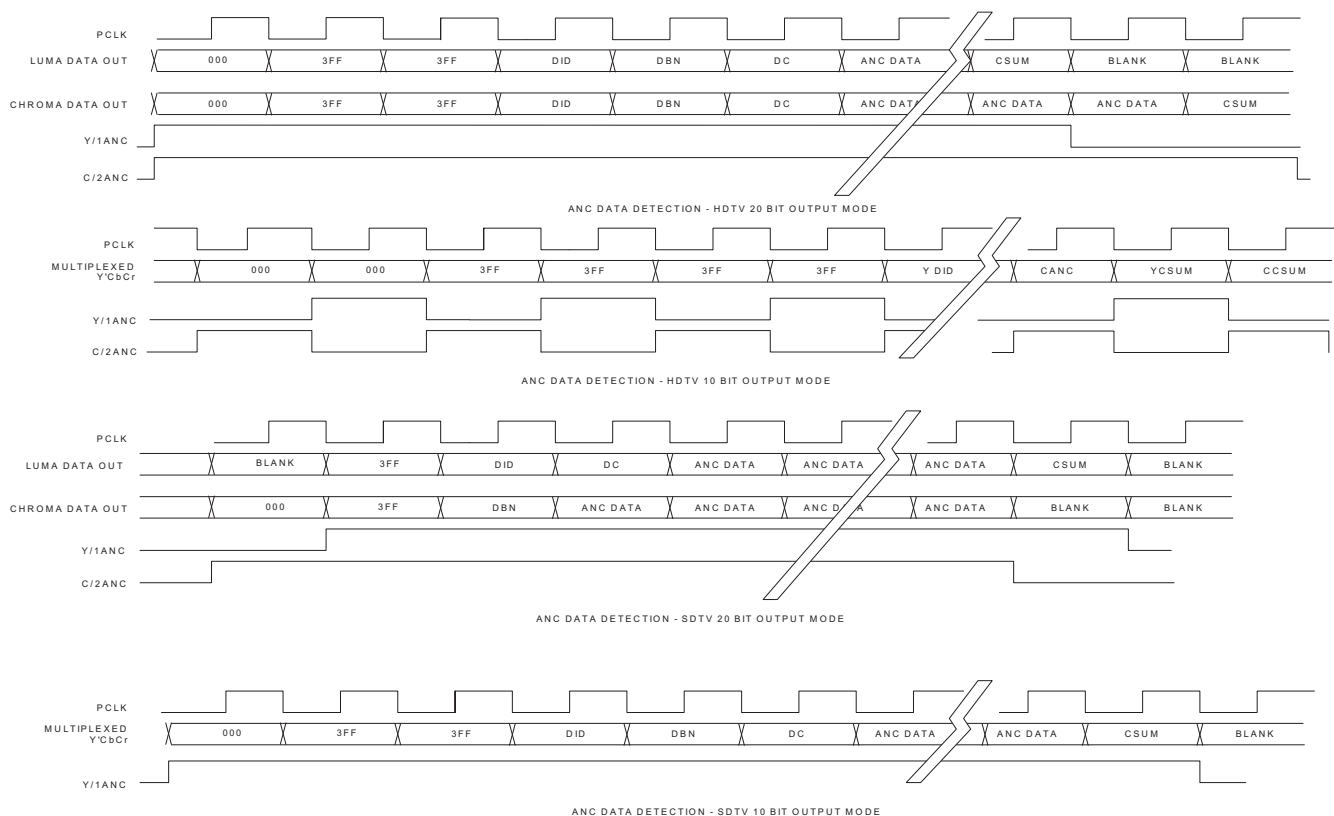 PCLK
LUMA DATA OUT 000 3FF 3FF DID DBN DC ANC DATA CSUM BLANK BLANK
CHROMA DATA OUT 000 3FF 3FF DID DBN DC ANC DATA ANC DATA ANC DATA CSUM
Y/1ANC
C/2ANC
ANC DATA DETECTION - HDTV 20 BIT OUTPUT MODE
PCLK
MULTIPLEXED
Y'CbCr 000 000 3FF 3FF 3FF 3FF Y DID CANC YCSUM CCSUM
Y/1ANC
C/2ANC
ANC DATA DETECTION - HDTV 10 BIT OUTPUT MODE
PCLK
LUMA DATA OUT BLANK 3FF DID DC ANC DATA ANC DATA ANC DATA CSUM BLANK
CHROMA DATA OUT 000 3FF DBN ANC DATA ANC DATA ANC DATA ANC DATA BLANK BLANK
Y/1ANC
C/2ANC
ANC DATA DETECTION - SDTV 20 BIT OUTPUT MODE
PCLK
MULTIPLEXED
Y'CbCr 000 3FF 3FF DID DBN DC ANC DATA ANC DATA CSUM BLANK
Y/1ANC
ANC DATA DETECTION - SDTV 10 BIT OUTPUT MODE